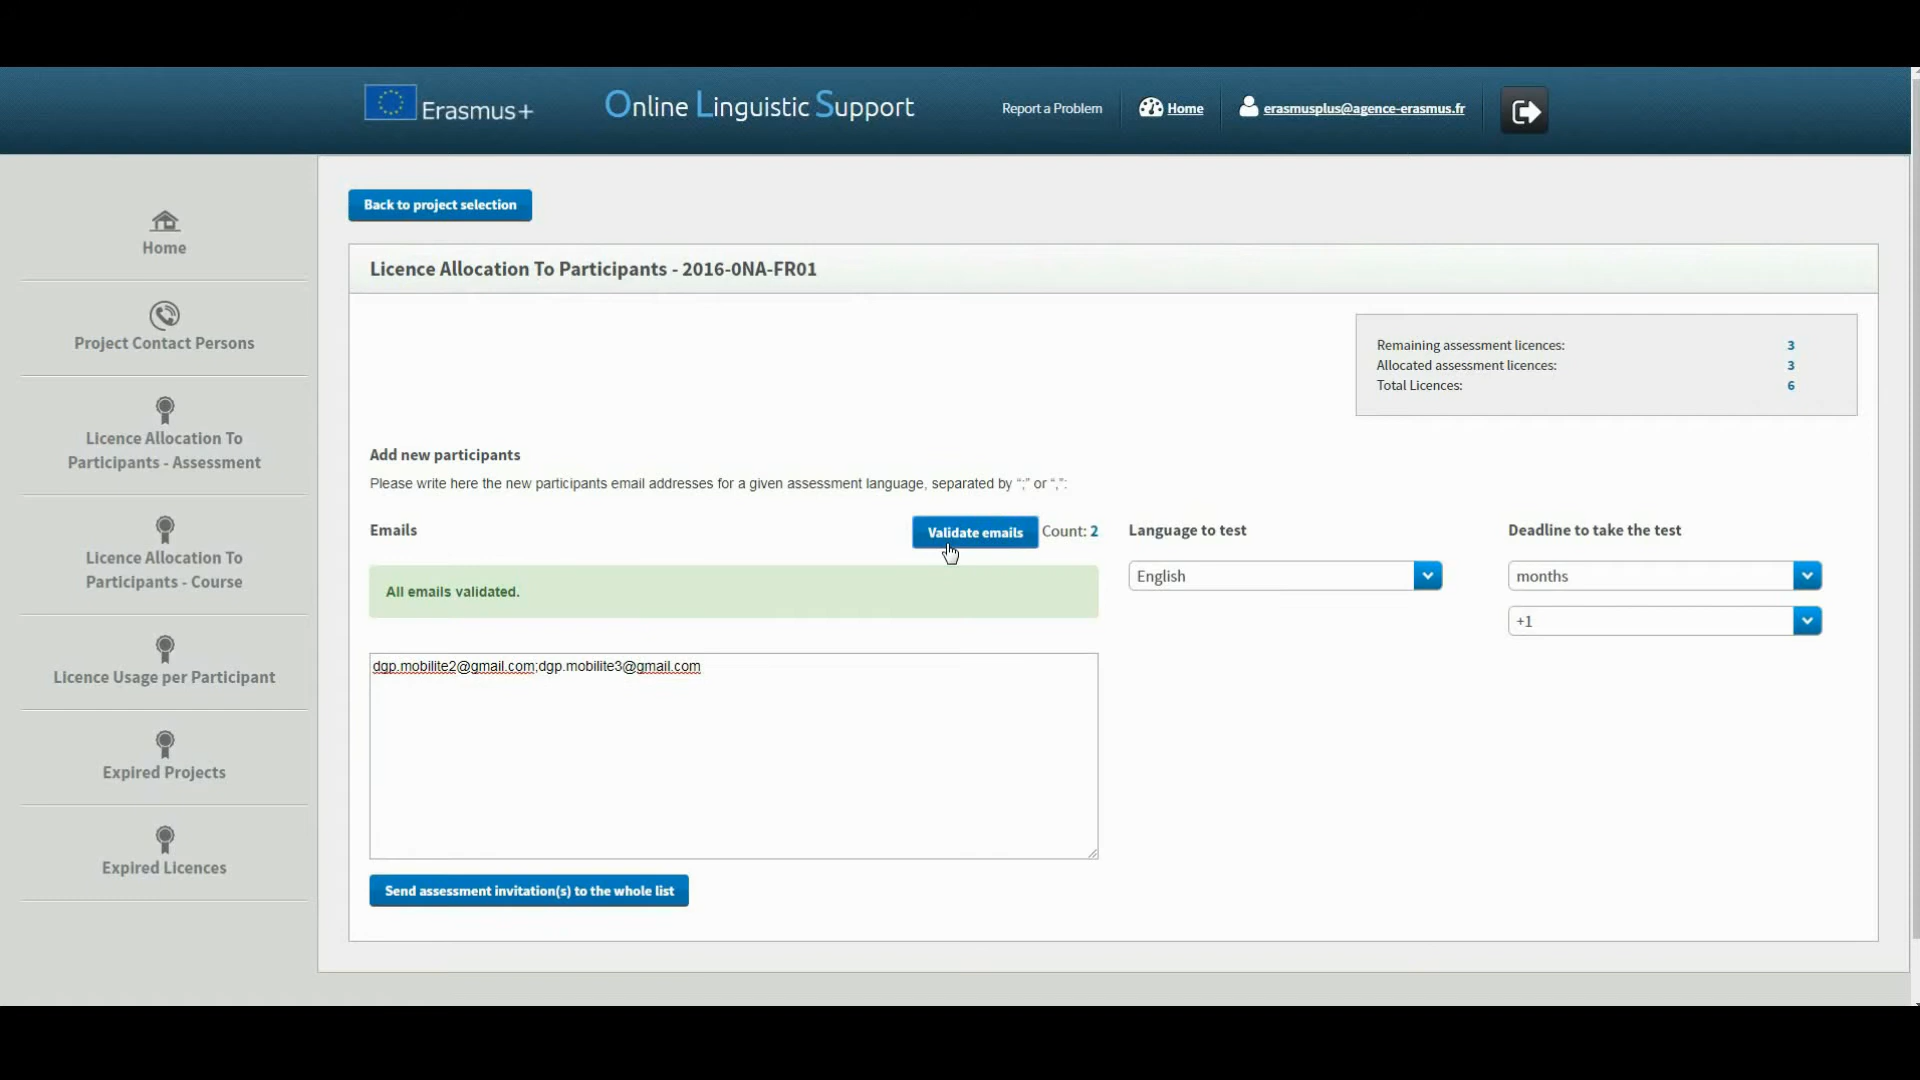 Erasmus+
Online Linguistic Support
Report a Problem
Home
erasmusplus@agence-erasmus.fr
Home
Project Contact Persons
Licence Allocation To
Participants - Assessment
Licence Allocation To
Participants - Course
Licence Usage per Participant
Expired Projects
Expired Licences
Back to project selection
Licence Allocation To Participants - 2016-0NA-FR01
Remaining assessment licences: 3
Allocated assessment licences: 3
Total Licences: 6
Add new participants
Please write here the new participants email addresses for a given assessment language, separated by “;” or “,”:
Emails
Validate emails
Count: 2
Language to test
Deadline to take the test
All emails validated.
English
months
+1
dgp.mobilite2@gmail.com;dgp.mobilite3@gmail.com
Send assessment invitation(s) to the whole list